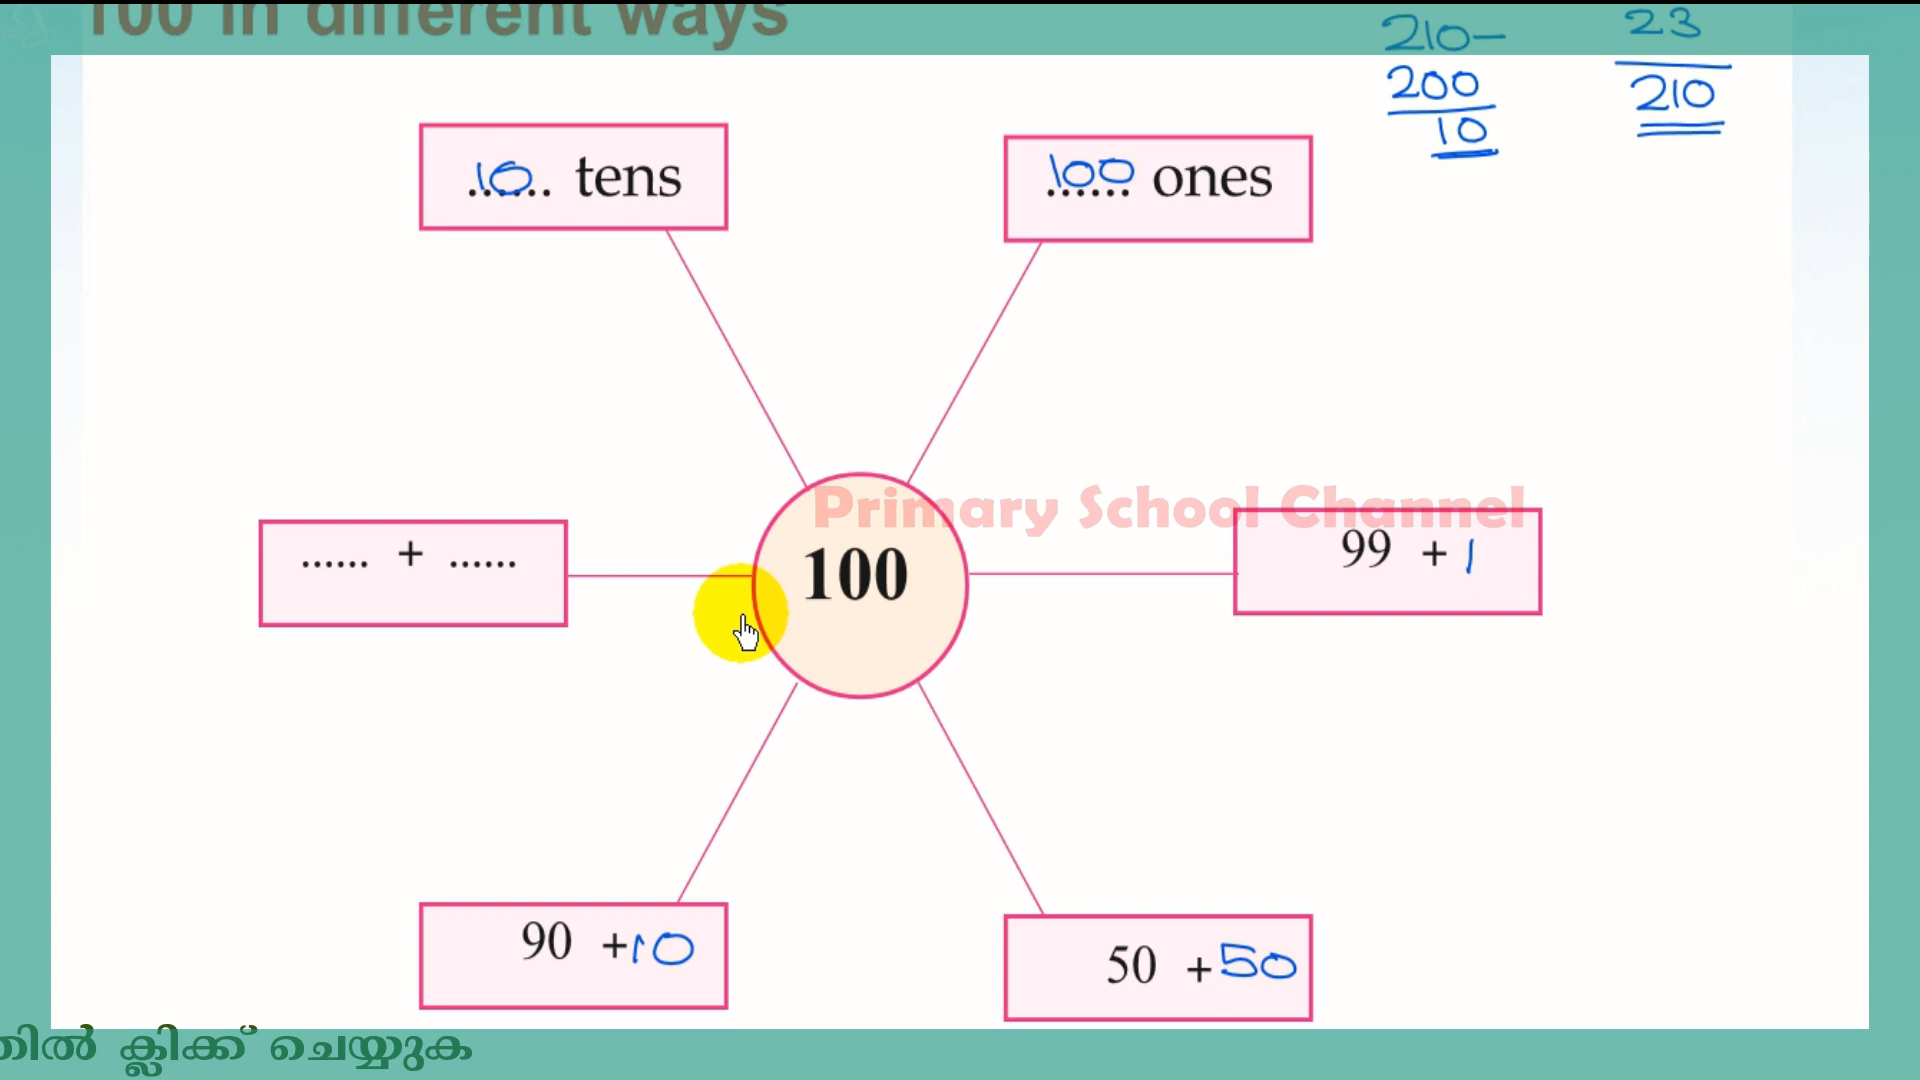 100 in different ways
210-
200
10
23
210
10 tens
100 ones
...... + ......
100
Primary School Channel
99 + 1
90 +10
50 +50
ക്ലിക്ക് ചെയ്യുക